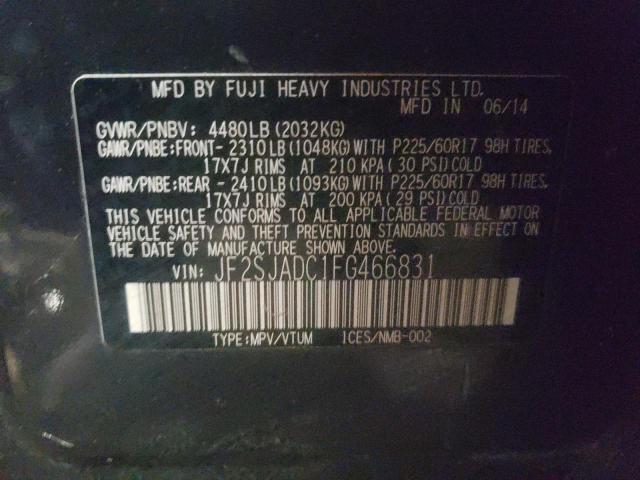 MFD BY FUJI HEAVY INDUSTRIES LTD.
MFD IN 06/14
GVWR/PNBV: 4480LB(2032KG)
GAWR/PNBE:FRONT- 2310LB(1048KG)WITH P225/60R17 98H TIRES,
17X7J RIMS AT 210 KPA(30 PSI)COLD
GAWR/PNBE:REAR - 2410LB(1093KG)WITH P225/60R17 98H TIRES,
17X7J RIMS AT 200 KPA(29 PSI)COLD
THIS VEHICLE CONFORMS TO ALL APPLICABLE FEDERAL MOTOR
VEHICLE SAFETY AND THEFT PREVENTION STANDARDS IN EFFECT ON
THE DATE OF MANUFACTURE SHOWN ABOVE.
VIN: JF2SJADC1FG466831
TYPE:MPV/VTUM 1CES/NMB-002